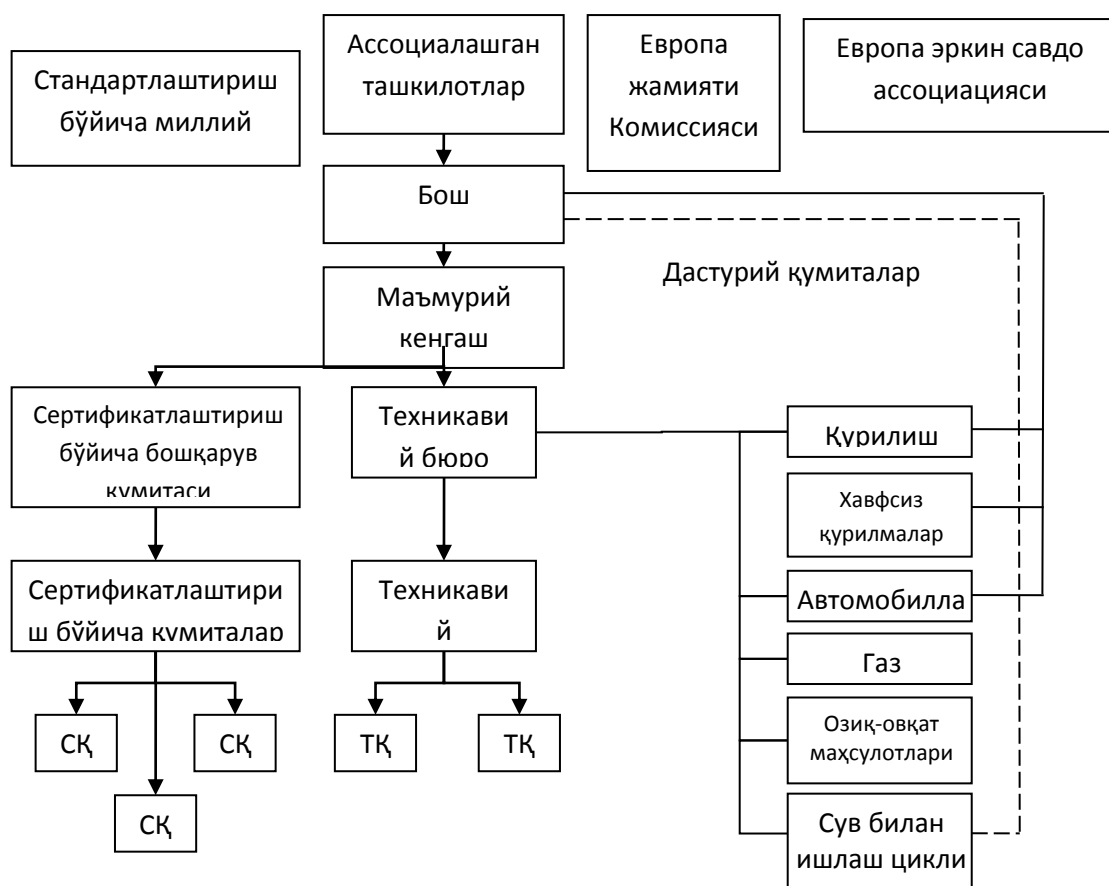 Стандартлаштириш
бўйича миллий
Ассоциалашган
ташкилотлар
Европа
жамияти
Комиссияси
Европа эркин савдо
ассоциацияси
Бош
Дастурий қумиталар
Маъмурий
кенгаш
Сертификатлаштириш
бўйича бошқарув
қумитаси
Техникави
й бюро
Қурилиш
Хавфсиз
қурилмалар
Сертификатлаштири
ш бўйича қумиталар
Техникави
й
Автомобилла
Газ
СҚ
СҚ
ТҚ
ТҚ
Озиқ-овқат
маҳсулотлари
СҚ
Сув билан
ишлаш цикли